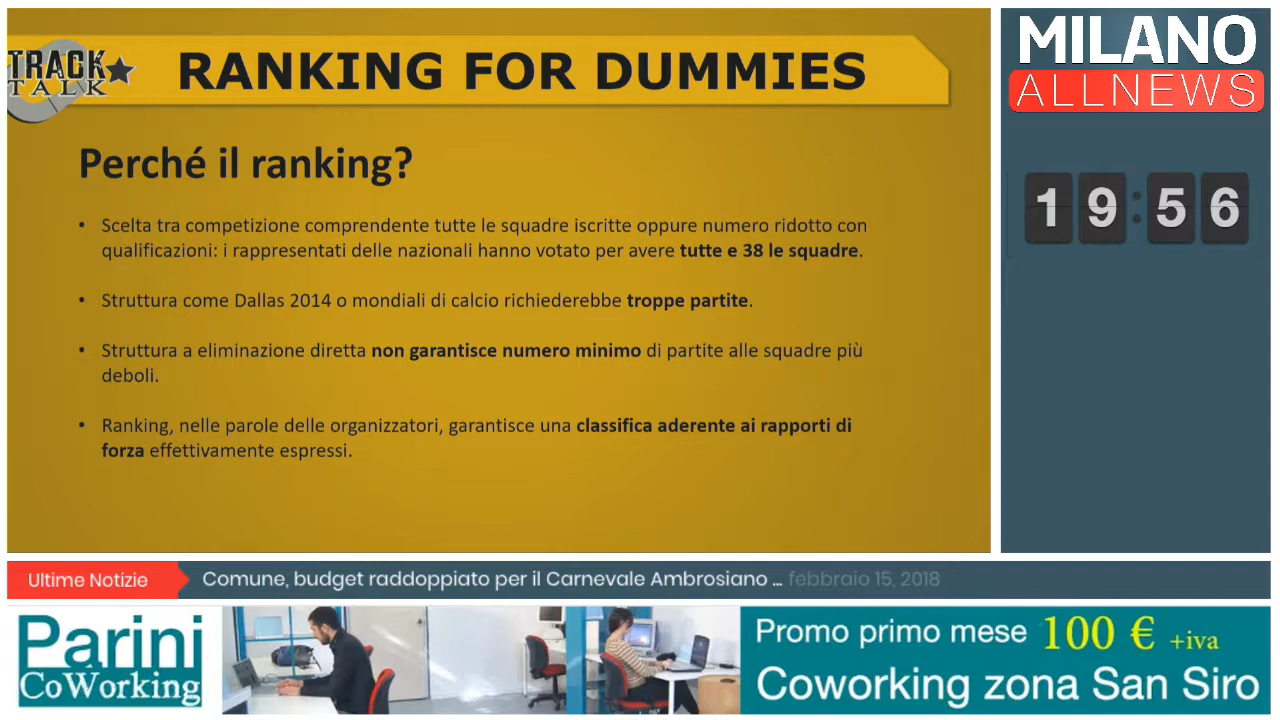 TRACK
TALK
RANKING FOR DUMMIES
Perché il ranking?
• Scelta tra competizione comprendente tutte le squadre iscritte oppure numero ridotto con
qualificazioni: i rappresentati delle nazionali hanno votato per avere tutte e 38 le squadre.
• Struttura come Dallas 2014 o mondiali di calcio richiederebbe troppe partite.
• Struttura a eliminazione diretta non garantisce numero minimo di partite alle squadre più
deboli.
• Ranking, nelle parole delle organizzatori, garantisce una classifica aderente ai rapporti di
forza effettivamente espressi.
MILANO
ALLNEWS
19:56
Ultime Notizie
Comune, budget raddoppiato per il Carnevale Ambrosiano ... febbraio 15, 2018
Parini
CoWorking
Promo primo mese 100 € +iva
Coworking zona San Siro